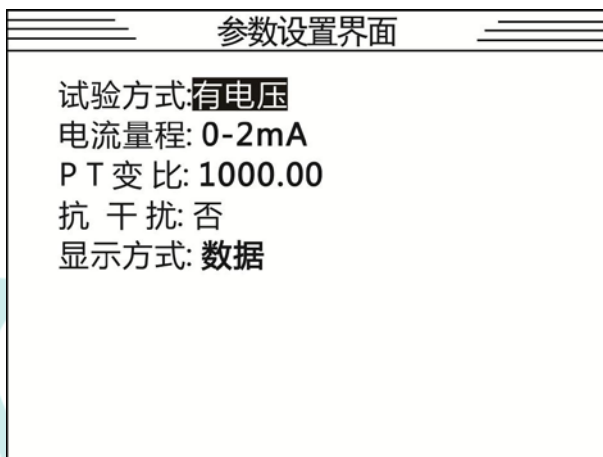 参数设置界面
试验方式:有电压
电流量程: 0-2mA
P T 变 比: 1000.00
抗 干 扰: 否
显示方式: 数据